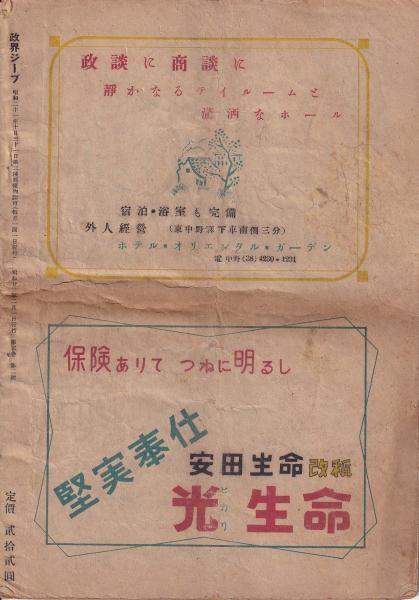 政談に 商談に
靜かなるテイルームと
瀟洒なホール
宿泊・浴室も完備
外人経営 (東中野驛下車南側三分)
ホテル・オリエンタル・ガーデン
電中野(38)4230・4231
保険ありて つねに明るし
堅実奉仕
安田生命改称
光生命
ヒカリ
政界ジープ
定價 貳拾貳圓